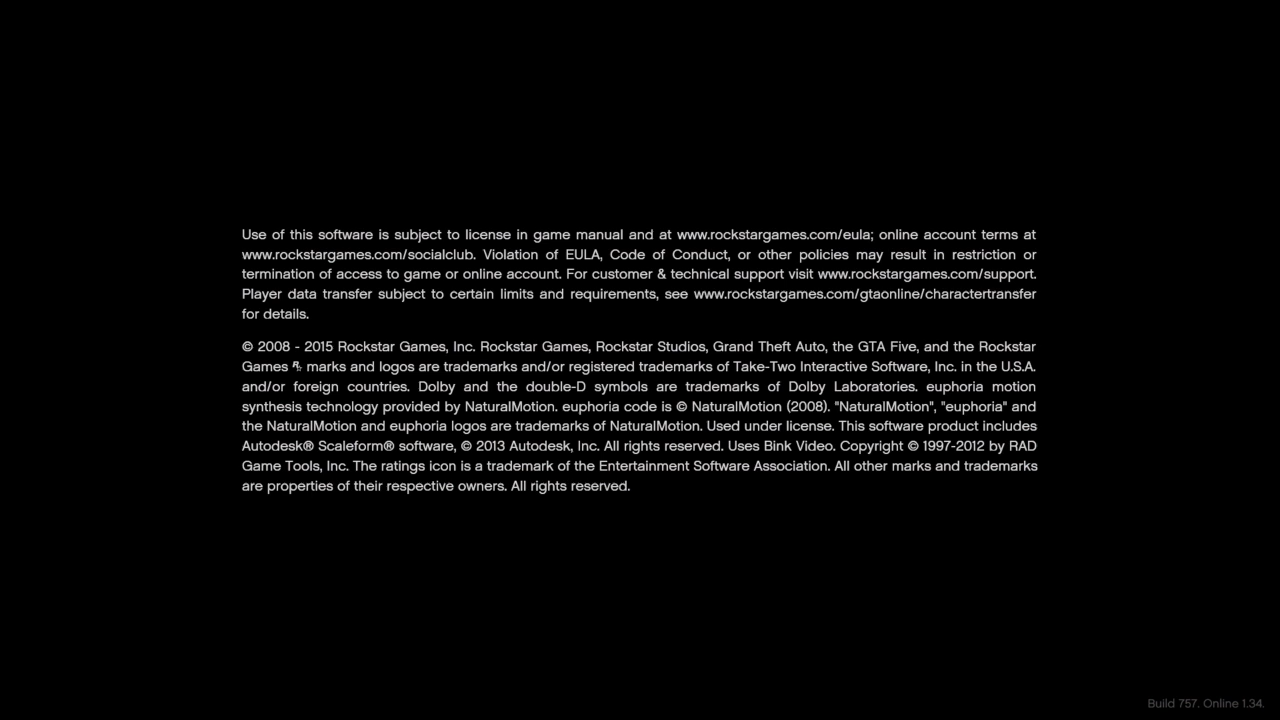 Use of this software is subject to license in game manual and at www.rockstargames.com/eula; online account terms at
www.rockstargames.com/socialclub. Violation of EULA, Code of Conduct, or other policies may result in restriction or
termination of access to game or online account. For customer & technical support visit www.rockstargames.com/support.
Player data transfer subject to certain limits and requirements, see www.rockstargames.com/gtaonline/charactertransfer
for details.
© 2008 - 2015 Rockstar Games, Inc. Rockstar Games, Rockstar Studios, Grand Theft Auto, the GTA Five, and the Rockstar
Games R* marks and logos are trademarks and/or registered trademarks of Take-Two Interactive Software, Inc. in the U.S.A.
and/or foreign countries. Dolby and the double-D symbols are trademarks of Dolby Laboratories. euphoria motion
synthesis technology provided by NaturalMotion. euphoria code is © NaturalMotion (2008). "NaturalMotion", "euphoria" and
the NaturalMotion and euphoria logos are trademarks of NaturalMotion. Used under license. This software product includes
Autodesk® Scaleform® software, © 2013 Autodesk, Inc. All rights reserved. Uses Bink Video. Copyright © 1997-2012 by RAD
Game Tools, Inc. The ratings icon is a trademark of the Entertainment Software Association. All other marks and trademarks
are properties of their respective owners. All rights reserved.
Build 757. Online 1.34.